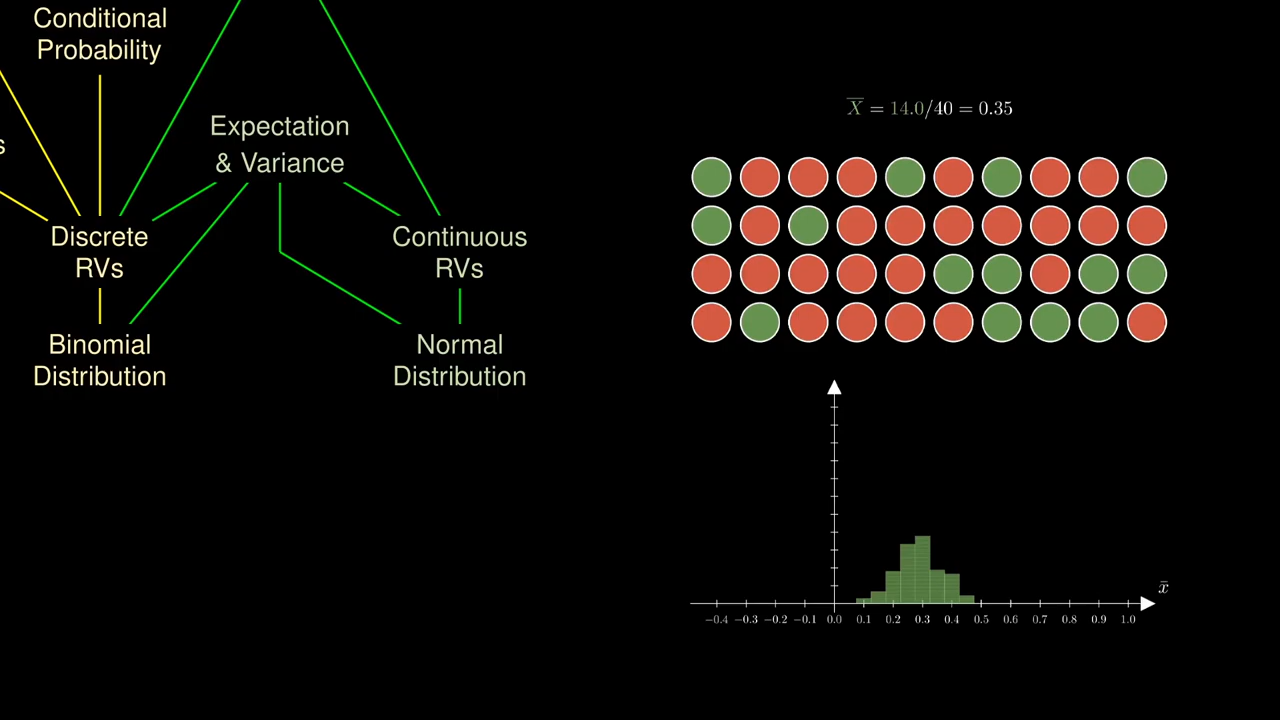 Conditional
Probability
s
Expectation
& Variance
Discrete
RVs
Continuous
RVs
Binomial
Distribution
Normal
Distribution
X̅ = 14.0/40 = 0.35
x̄
−0.4 −0.3 −0.2 −0.1 0.0 0.1 0.2 0.3 0.4 0.5 0.6 0.7 0.8 0.9 1.0